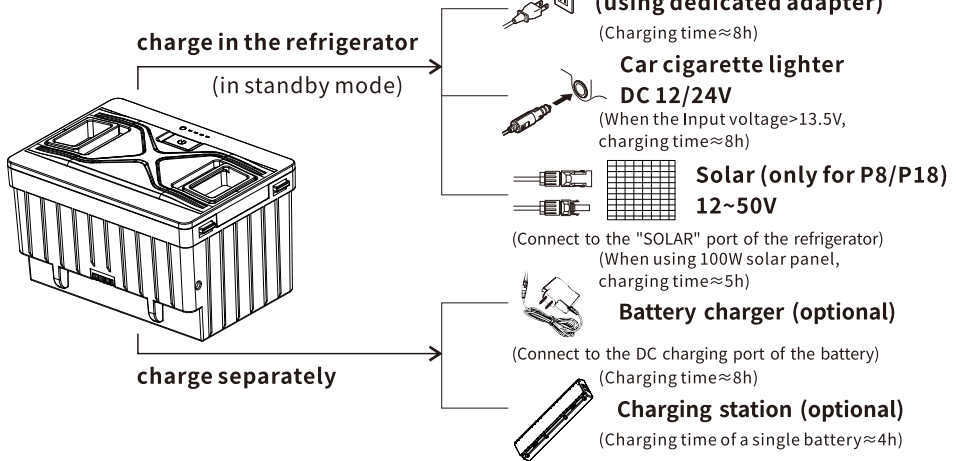 (using dedicated adapter)
(Charging time≈8h)
charge in the refrigerator
(in standby mode)
Car cigarette lighter
DC 12/24V
(When the Input voltage>13.5V,
charging time≈8h)
Solar (only for P8/P18)
12~50V
(Connect to the "SOLAR" port of the refrigerator)
(When using 100W solar panel,
charging time≈5h)
Battery charger (optional)
(Connect to the DC charging port of the battery)
(Charging time≈8h)
charge separately
Charging station (optional)
(Charging time of a single battery≈4h)